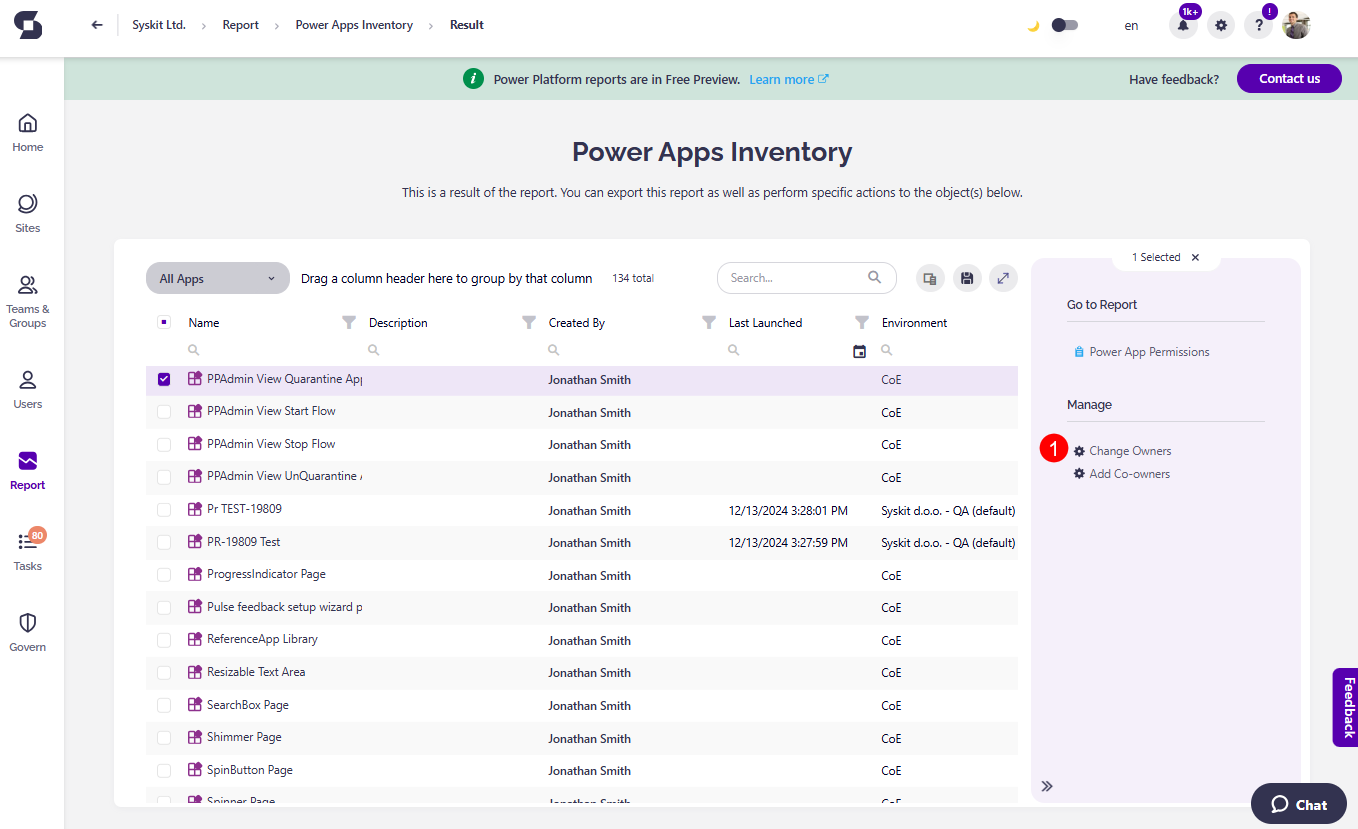 Syskit Ltd. › Report › Power Apps Inventory › Result
en
1k+
?
!
i Power Platform reports are in Free Preview. Learn more
Have feedback? Contact us
Home
Sites
Teams & Groups
Users
Report
80
Tasks
Govern
Power Apps Inventory
This is a result of the report. You can export this report as well as perform specific actions to the object(s) below.
All Apps
Drag a column header here to group by that column
134 total
Search...
Name Description Created By Last Launched Environment
PPAdmin View Quarantine App Jonathan Smith CoE
PPAdmin View Start Flow Jonathan Smith CoE
PPAdmin View Stop Flow Jonathan Smith CoE
PPAdmin View UnQuarantine Jonathan Smith CoE
Pr TEST-19809 Jonathan Smith 12/13/2024 3:28:01 PM Syskit d.o.o. - QA (default)
PR-19809 Test Jonathan Smith 12/13/2024 3:27:59 PM Syskit d.o.o. - QA (default)
ProgressIndicator Page Jonathan Smith CoE
Pulse feedback setup wizard p Jonathan Smith CoE
ReferenceApp Library Jonathan Smith CoE
Resizable Text Area Jonathan Smith CoE
SearchBox Page Jonathan Smith CoE
Shimmer Page Jonathan Smith CoE
SpinButton Page Jonathan Smith CoE
Spinner Page Jonathan Smith CoE
1 Selected ×
Go to Report
Power App Permissions
Manage
1
Change Owners
Add Co-owners
Feedback
Chat